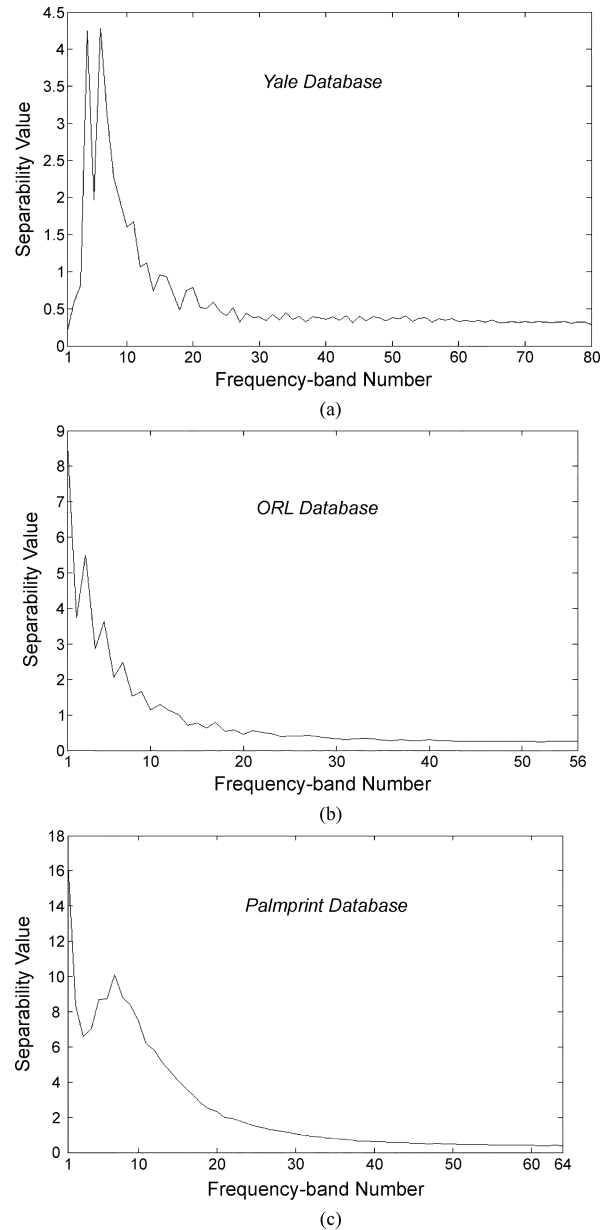 4.5
4
3.5
3
2.5
2
1.5
1
0.5
0
Separability Value
Yale Database
1 10 20 30 40 50 60 70 80
Frequency-band Number
(a)
9
8
7
6
5
4
3
2
1
0
Separability Value
ORL Database
1 10 20 30 40 50 56
Frequency-band Number
(b)
18
16
14
12
10
8
6
4
2
0
Separability Value
Palmprint Database
1 10 20 30 40 50 60 64
Frequency-band Number
(c)